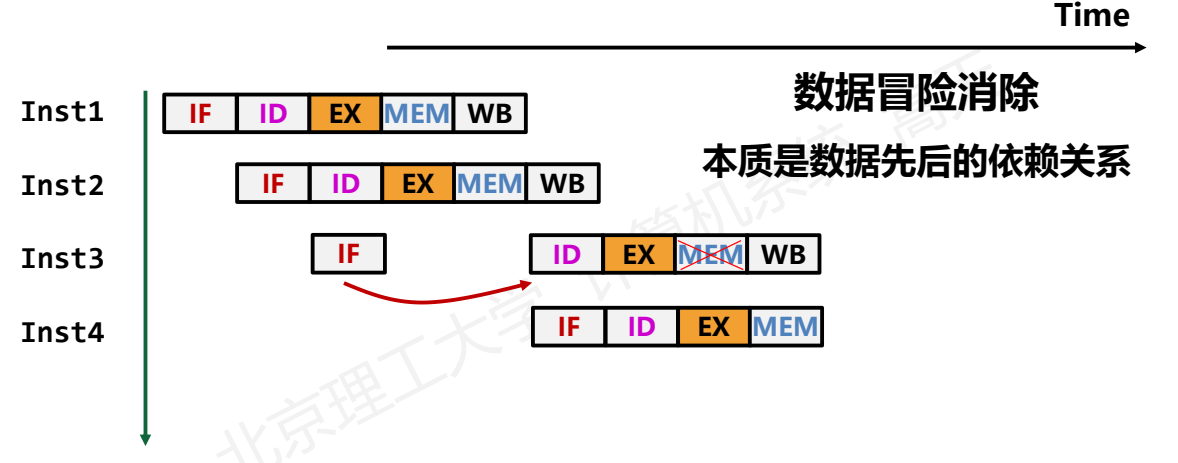 Time
数据冒险消除
本质是数据先后的依赖关系
Inst1 IF ID EX MEM WB
Inst2 IF ID EX MEM WB
Inst3 IF ID EX MEM WB
Inst4 IF ID EX MEM
北京理工大学 计算机系统 高玉